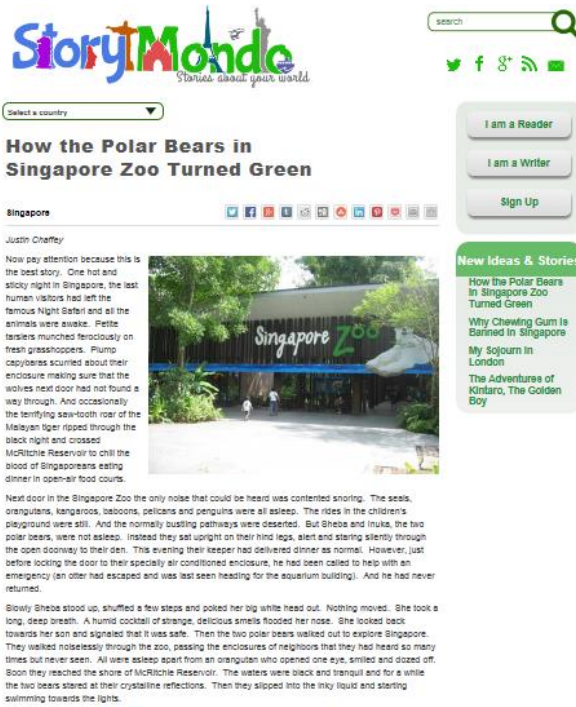 StoryMondo
Stories about your world
search
Select a country
I am a Reader
I am a Writer
Sign Up
How the Polar Bears in
Singapore Zoo Turned Green
Singapore
Justin Chaffey
Now pay attention because this is
the best story. One hot and
sticky night in Singapore, the last
human visitors had left the
famous Night Safari and all the
animals were awake. Petite
tarsiers munched ferociously on
fresh grasshoppers. Plump
capybaras scurried about their
enclosure making sure that the
wolves next door had not found a
way through. And occasionally
the terrifying saw-tooth roar of the
Malayan tiger ripped through the
black night and crossed
McRitchie Reservoir to chill the
blood of Singaporeans eating
dinner in open-air food courts.
Singapore Zoo
New Ideas & Stories
How the Polar Bears
in Singapore Zoo
Turned Green
Why Chewing Gum is
Banned in Singapore
My Sojourn in
London
The Adventures of
Kintaro, The Golden
Boy
Next door in the Singapore Zoo the only noise that could be heard was contented snoring. The seals,
orangutans, kangaroos, baboons, pelicans and penguins were all asleep. The rides in the children's
playground were still. And the normally bustling pathways were deserted. But Sheba and Inuka, the two
polar bears, were not asleep. Instead they sat upright on their hind legs, alert and staring silently through
the open doorway to their den. This evening their keeper had delivered dinner as normal. However, just
before locking the door to their specially air conditioned enclosure, he had been called to help with an
emergency (an otter had escaped and was last seen heading for the aquarium building). And he had never
returned.
Slowly Sheba stood up, shuffled a few steps and poked her big white head out. Nothing moved. She took a
long, deep breath. A humid cocktail of strange, delicious smells flooded her nose. She looked back
towards her son and signaled that it was safe. Then the two polar bears walked out to explore Singapore.
They walked noiselessly through the zoo, passing the enclosures of neighbors that they had heard so many
times but never seen. All were asleep apart from an orangutan who opened one eye, smiled and dozed off.
Soon they reached the shore of McRitchie Reservoir. The waters were black and tranquil and for a while
the two bears stared at their crystalline reflections. Then they slipped into the inky liquid and starting
swimming towards the lights.